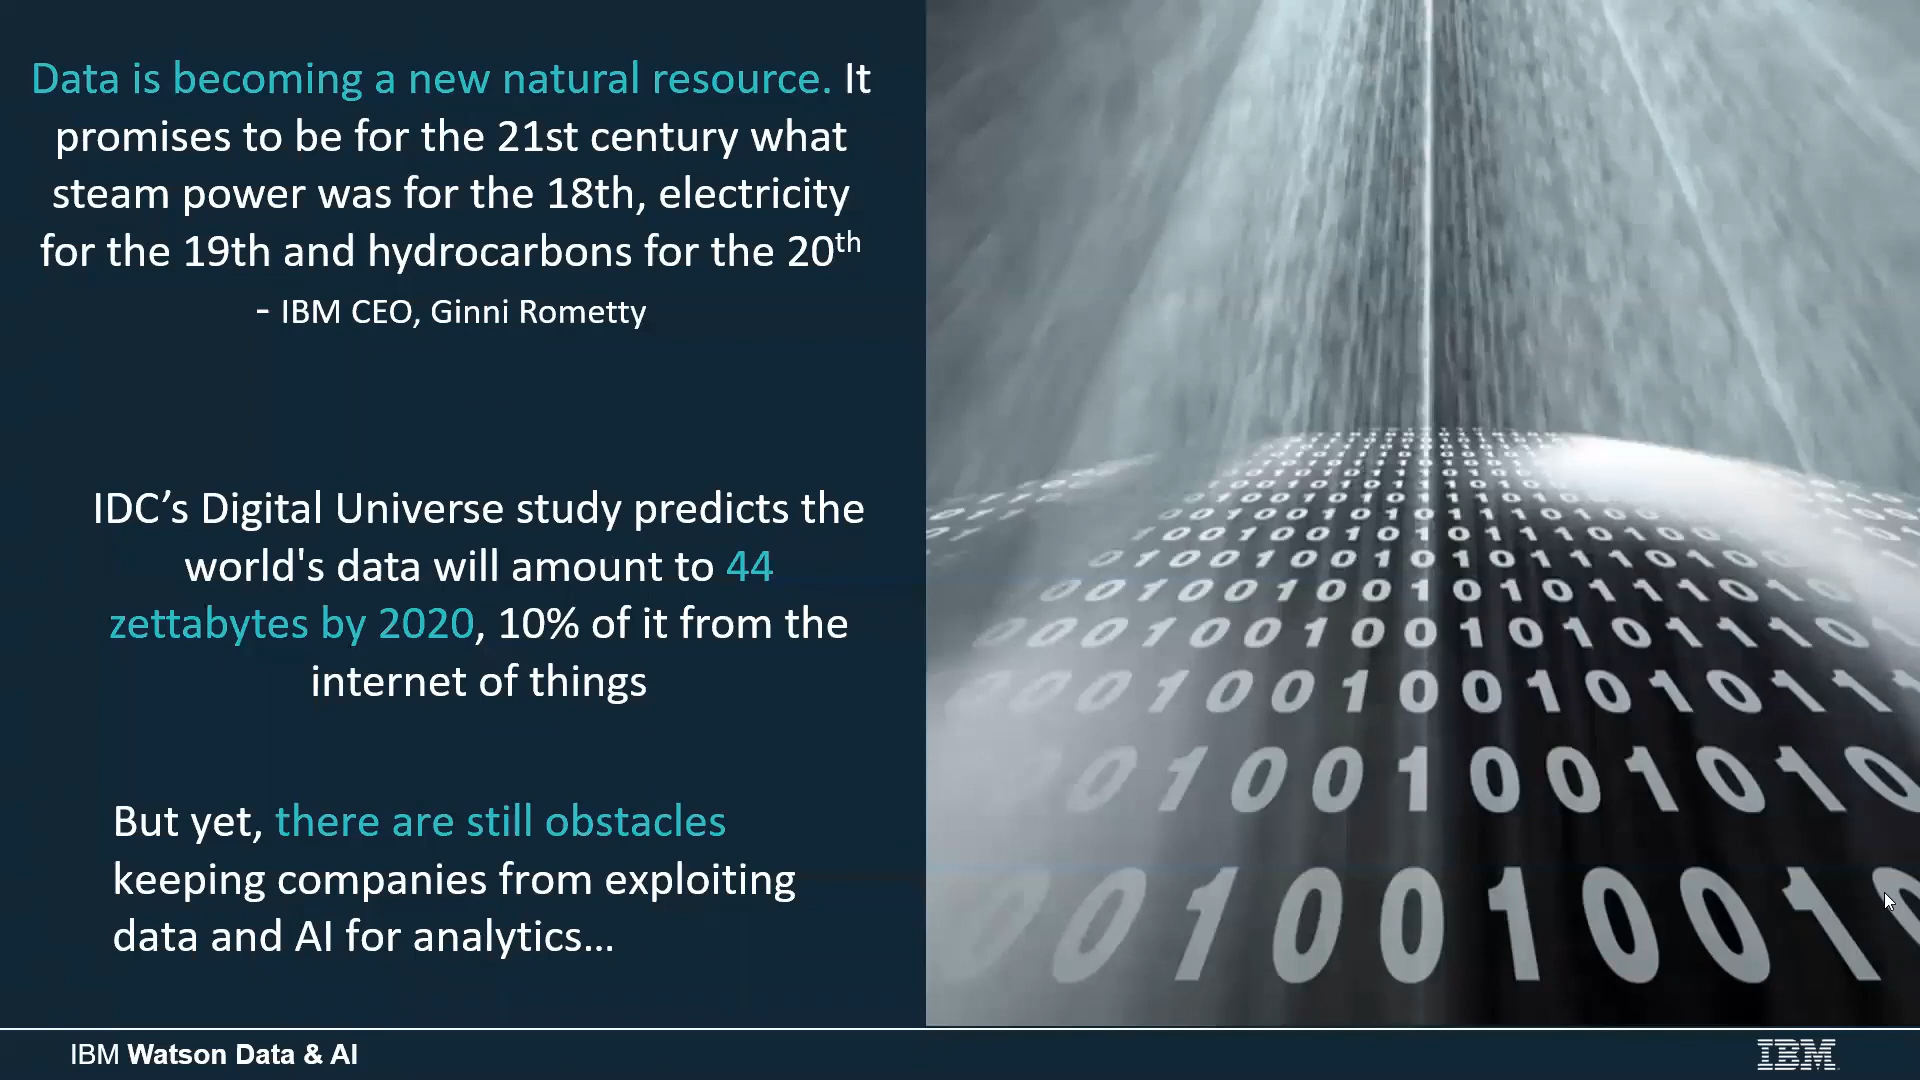 Data is becoming a new natural resource. It
promises to be for the 21st century what
steam power was for the 18th, electricity
for the 19th and hydrocarbons for the 20th
- IBM CEO, Ginni Rometty
IDC’s Digital Universe study predicts the
world's data will amount to 44
zettabytes by 2020, 10% of it from the
internet of things
But yet, there are still obstacles
keeping companies from exploiting
data and AI for analytics…
IBM Watson Data & AI
IBM